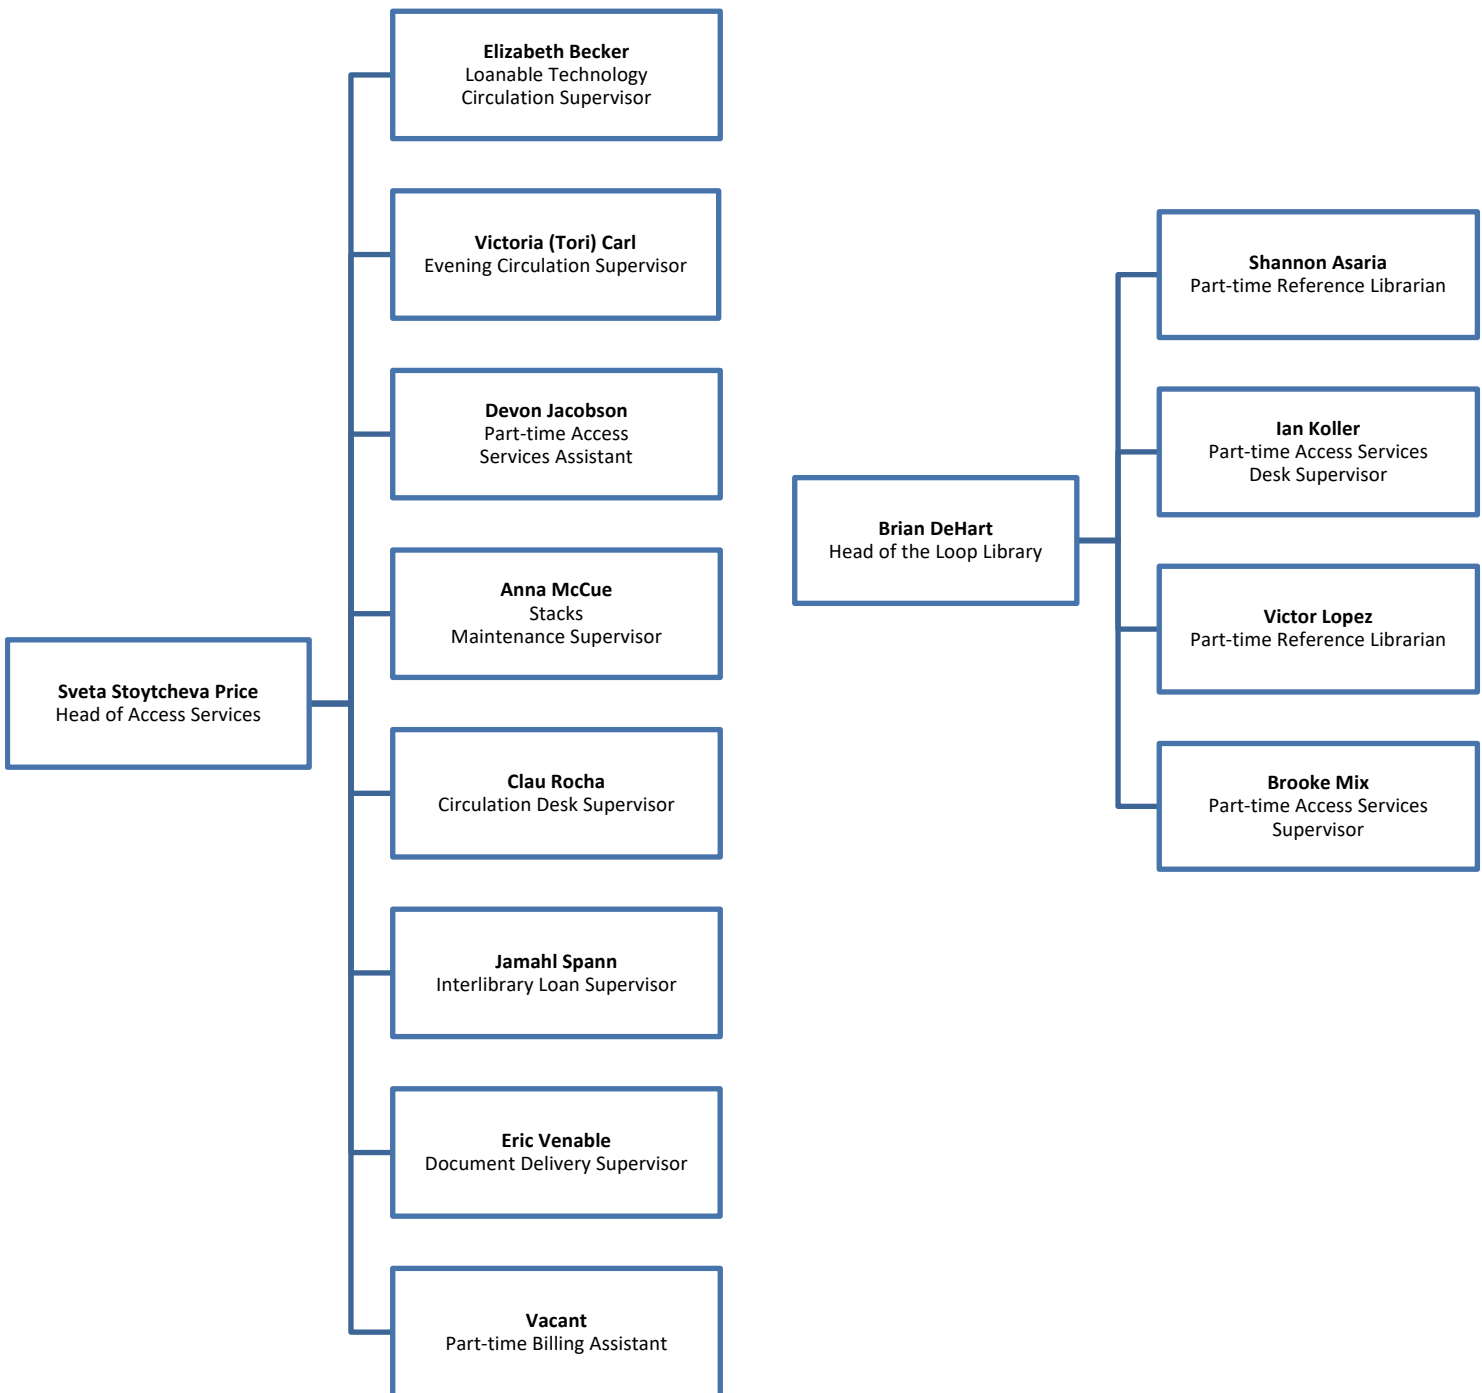 Elizabeth Becker
Loanable Technology
Circulation Supervisor
Victoria (Tori) Carl
Evening Circulation Supervisor
Devon Jacobson
Part-time Access
Services Assistant
Anna McCue
Stacks
Maintenance Supervisor
Sveta Stoytcheva Price
Head of Access Services
Clau Rocha
Circulation Desk Supervisor
Jamahl Spann
Interlibrary Loan Supervisor
Eric Venable
Document Delivery Supervisor
Vacant
Part-time Billing Assistant
Shannon Asaria
Part-time Reference Librarian
Ian Koller
Part-time Access Services
Desk Supervisor
Brian DeHart
Head of the Loop Library
Victor Lopez
Part-time Reference Librarian
Brooke Mix
Part-time Access Services
Supervisor